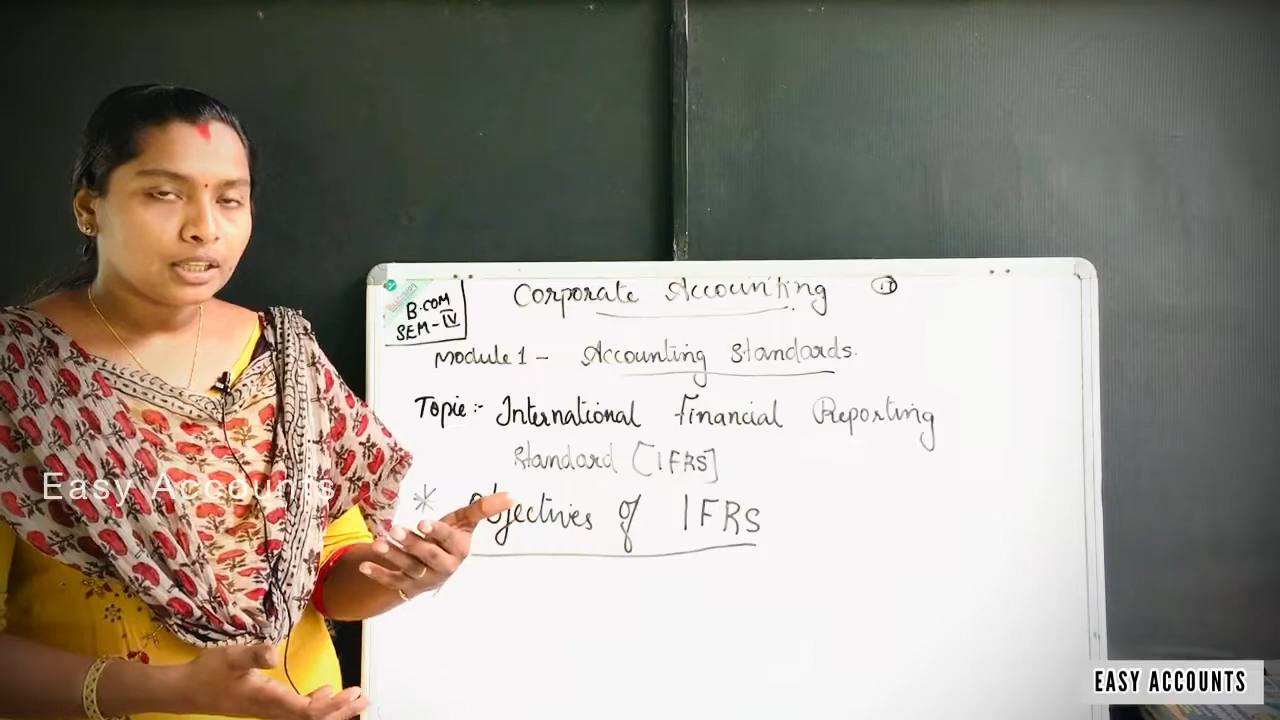 B.COM
SEM-IV
Corporate Accounting
Module 1 - Accounting Standards.
Topic:- International Financial Reporting
Standard [IFRS]
* Objectives of IFRS
Easy Accounts
EASY ACCOUNTS